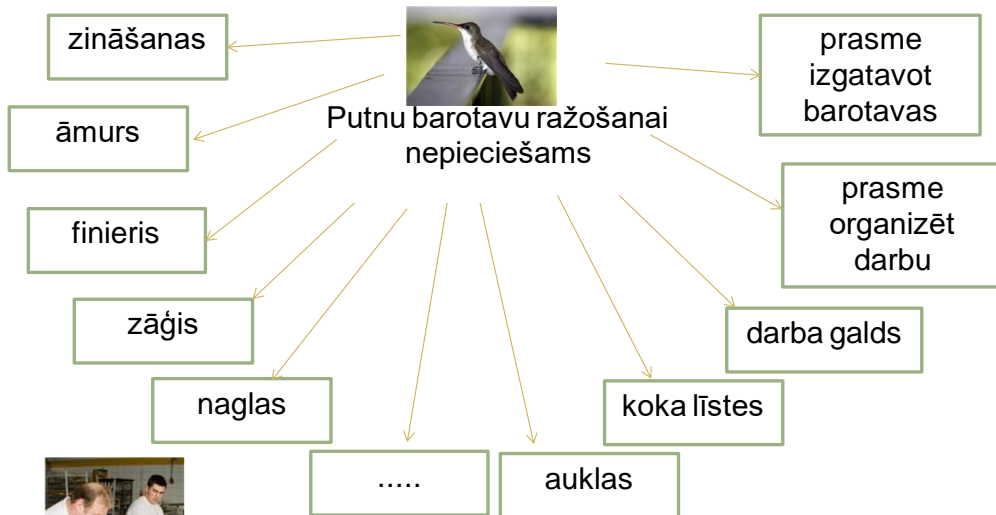 Putnu barotavu ražošanai
nepieciešams
zināšanas
āmurs
finieris
zāģis
naglas
.....
auklas
koka līstes
darba galds
prasme
organizēt
darbu
prasme
izgatavot
barotavas